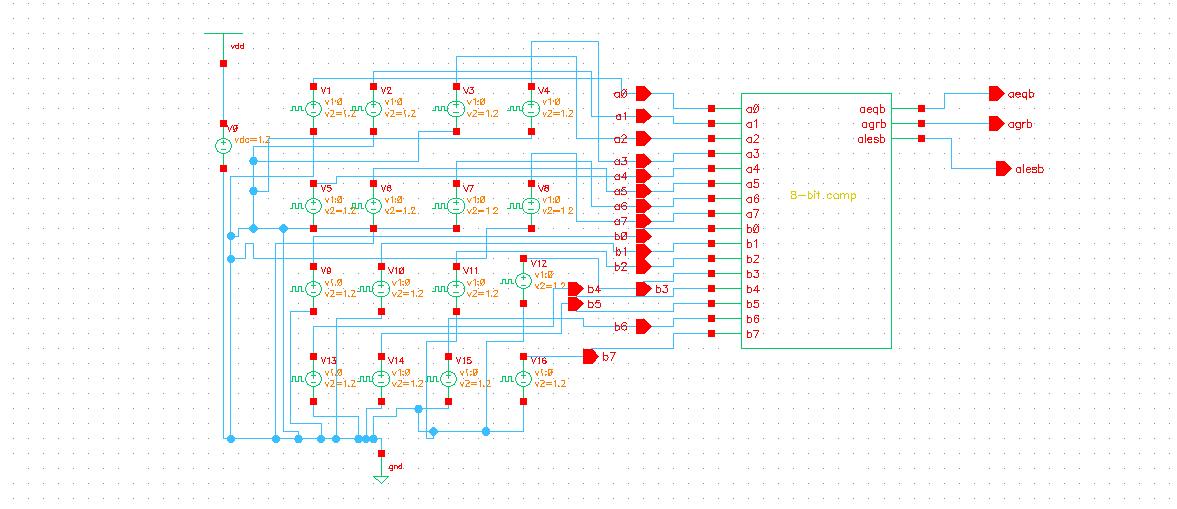 vdd
V0
vdc=1.2
V1
v1:0
v2=1.2
V2
v1:0
v2=1.2
V3
v1:0
v2=1.2
V4
v1:0
v2=1.2
V5
v1:0
v2=1.2
V6
v1:0
v2=1.2
V7
v1:0
v2=1.2
V8
v1:0
v2=1.2
V9
v1:0
v2=1.2
V10
v1:0
v2=1.2
V11
v1:0
v2=1.2
V12
v1:0
v2=1.2
V13
v1:0
v2=1.2
V14
v1:0
v2=1.2
V15
v1:0
v2=1.2
V16
v1:0
v2=1.2
gnd
a0
a1
a2
a3
a4
a5
a6
a7
b0
b1
b2
b4
b3
b5
b6
b7
a0
a1
a2
a3
a4
a5
a6
a7
b0
b1
b2
b3
b4
b5
b6
b7
8-bit.comp
aeqb
agrb
alesb
aeqb
agrb
alesb